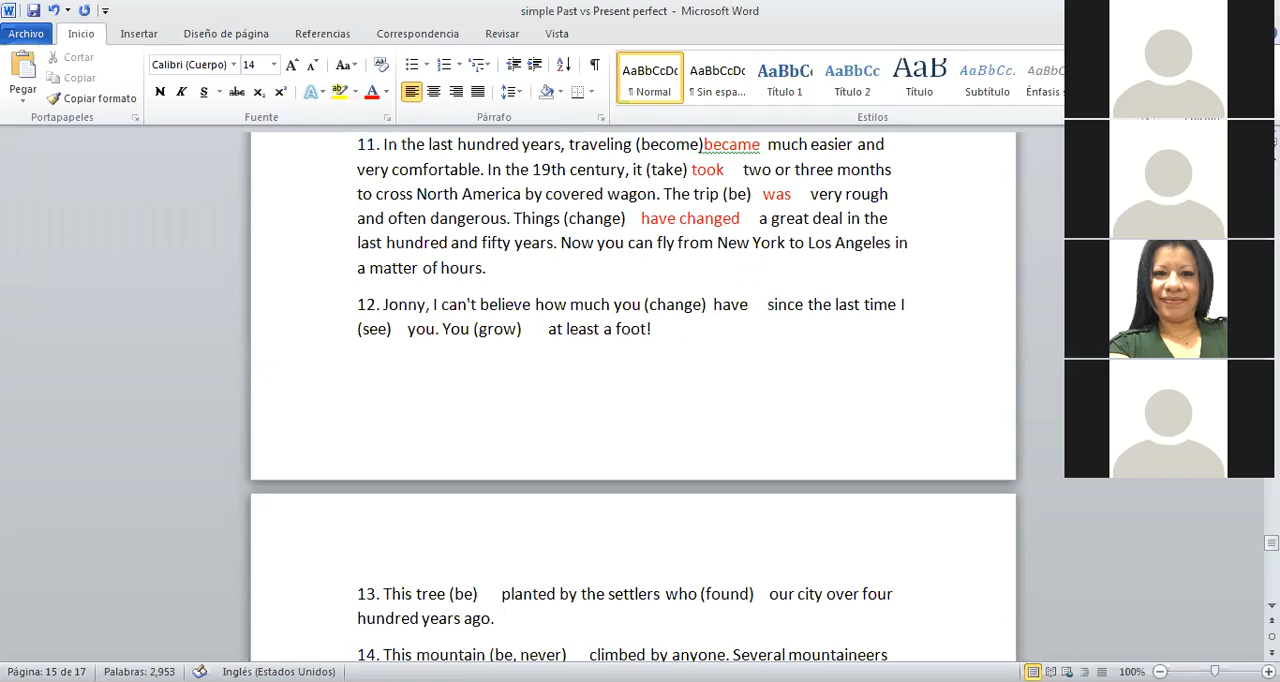 simple Past vs Present perfect - Microsoft Word
Archivo Inicio Insertar Diseño de página Referencias Correspondencia Revisar Vista
Pegar
Cortar
Copiar
Copiar formato
Portapapeles
Calibri (Cuerpo) 14
N K S abc x₂ x²
Fuente
Párrafo
AaBbCcDc AaBbCcDc AaBbC AaBbCc AaB AaBbCc. AaBbCc
¶ Normal ¶ Sin espa... Título 1 Título 2 Título Subtítulo Énfasis
Estilos
11. In the last hundred years, traveling (become)became much easier and
very comfortable. In the 19th century, it (take) took two or three months
to cross North America by covered wagon. The trip (be) was very rough
and often dangerous. Things (change) have changed a great deal in the
last hundred and fifty years. Now you can fly from New York to Los Angeles in
a matter of hours.
12. Jonny, I can't believe how much you (change) have since the last time I
(see) you. You (grow) at least a foot!
13. This tree (be) planted by the settlers who (found) our city over four
hundred years ago.
14. This mountain (be, never) climbed by anyone. Several mountaineers
Página: 15 de 17 Palabras: 2,953 Inglés (Estados Unidos) 100%